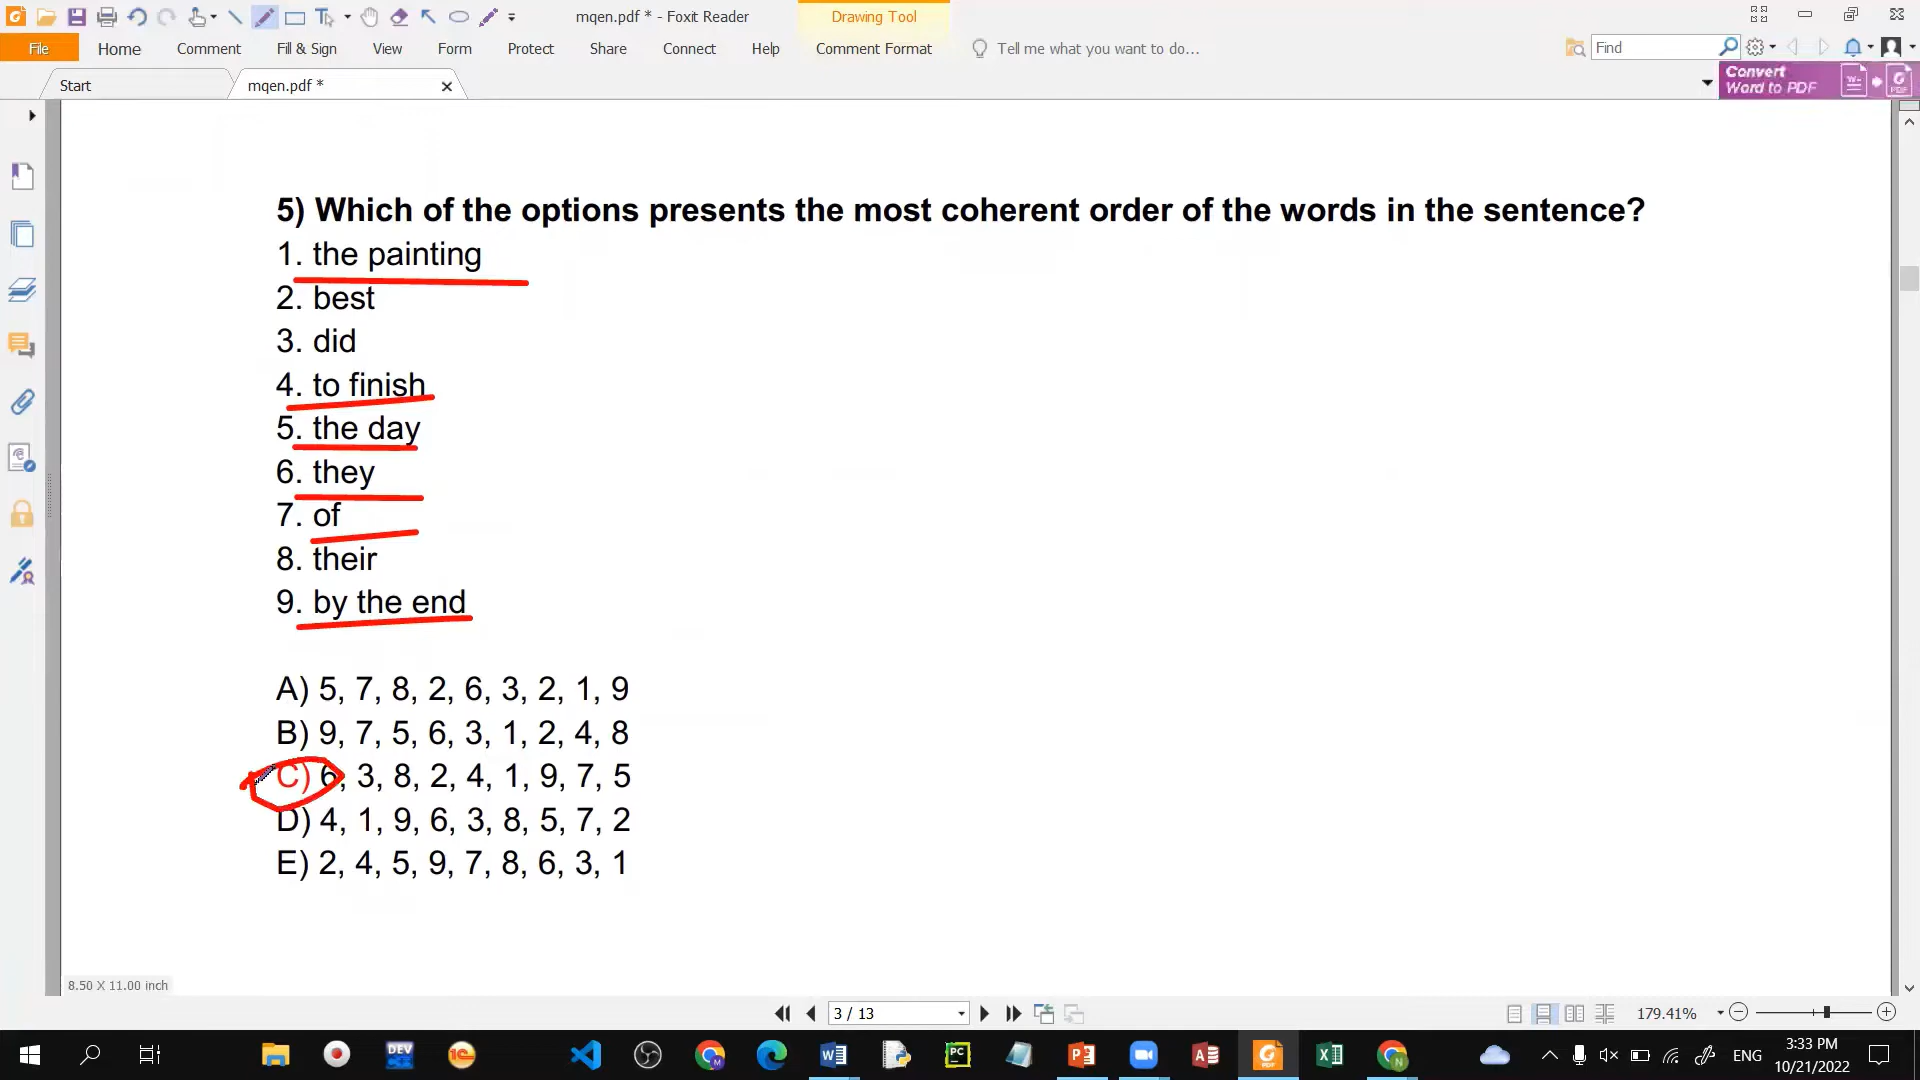 mqen.pdf * - Foxit Reader
Drawing Tool
File
Home
Comment
Fill & Sign
View
Form
Protect
Share
Connect
Help
Comment Format
Tell me what you want to do...
Find
Start
mqen.pdf *
Convert
Word to PDF
5) Which of the options presents the most coherent order of the words in the sentence?
1. the painting
2. best
3. did
4. to finish
5. the day
6. they
7. of
8. their
9. by the end
A) 5, 7, 8, 2, 6, 3, 2, 1, 9
B) 9, 7, 5, 6, 3, 1, 2, 4, 8
C) 6, 3, 8, 2, 4, 1, 9, 7, 5
D) 4, 1, 9, 6, 3, 8, 5, 7, 2
E) 2, 4, 5, 9, 7, 8, 6, 3, 1
8.50 X 11.00 inch
3 / 13
179.41%
ENG
3:33 PM
10/21/2022